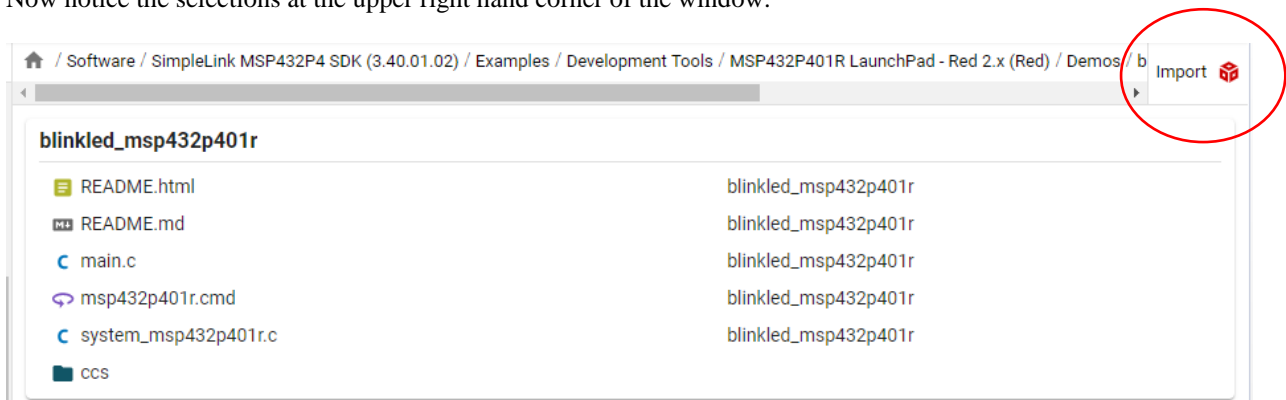 Now notice the selections at the upper right hand corner of the window:
/ Software / SimpleLink MSP432P4 SDK (3.40.01.02) / Examples / Development Tools / MSP432P401R LaunchPad - Red 2.x (Red) / Demos / b
Import
blinkled_msp432p401r
README.html blinkled_msp432p401r
M↓ README.md blinkled_msp432p401r
C main.c blinkled_msp432p401r
msp432p401r.cmd blinkled_msp432p401r
C system_msp432p401r.c blinkled_msp432p401r
ccs